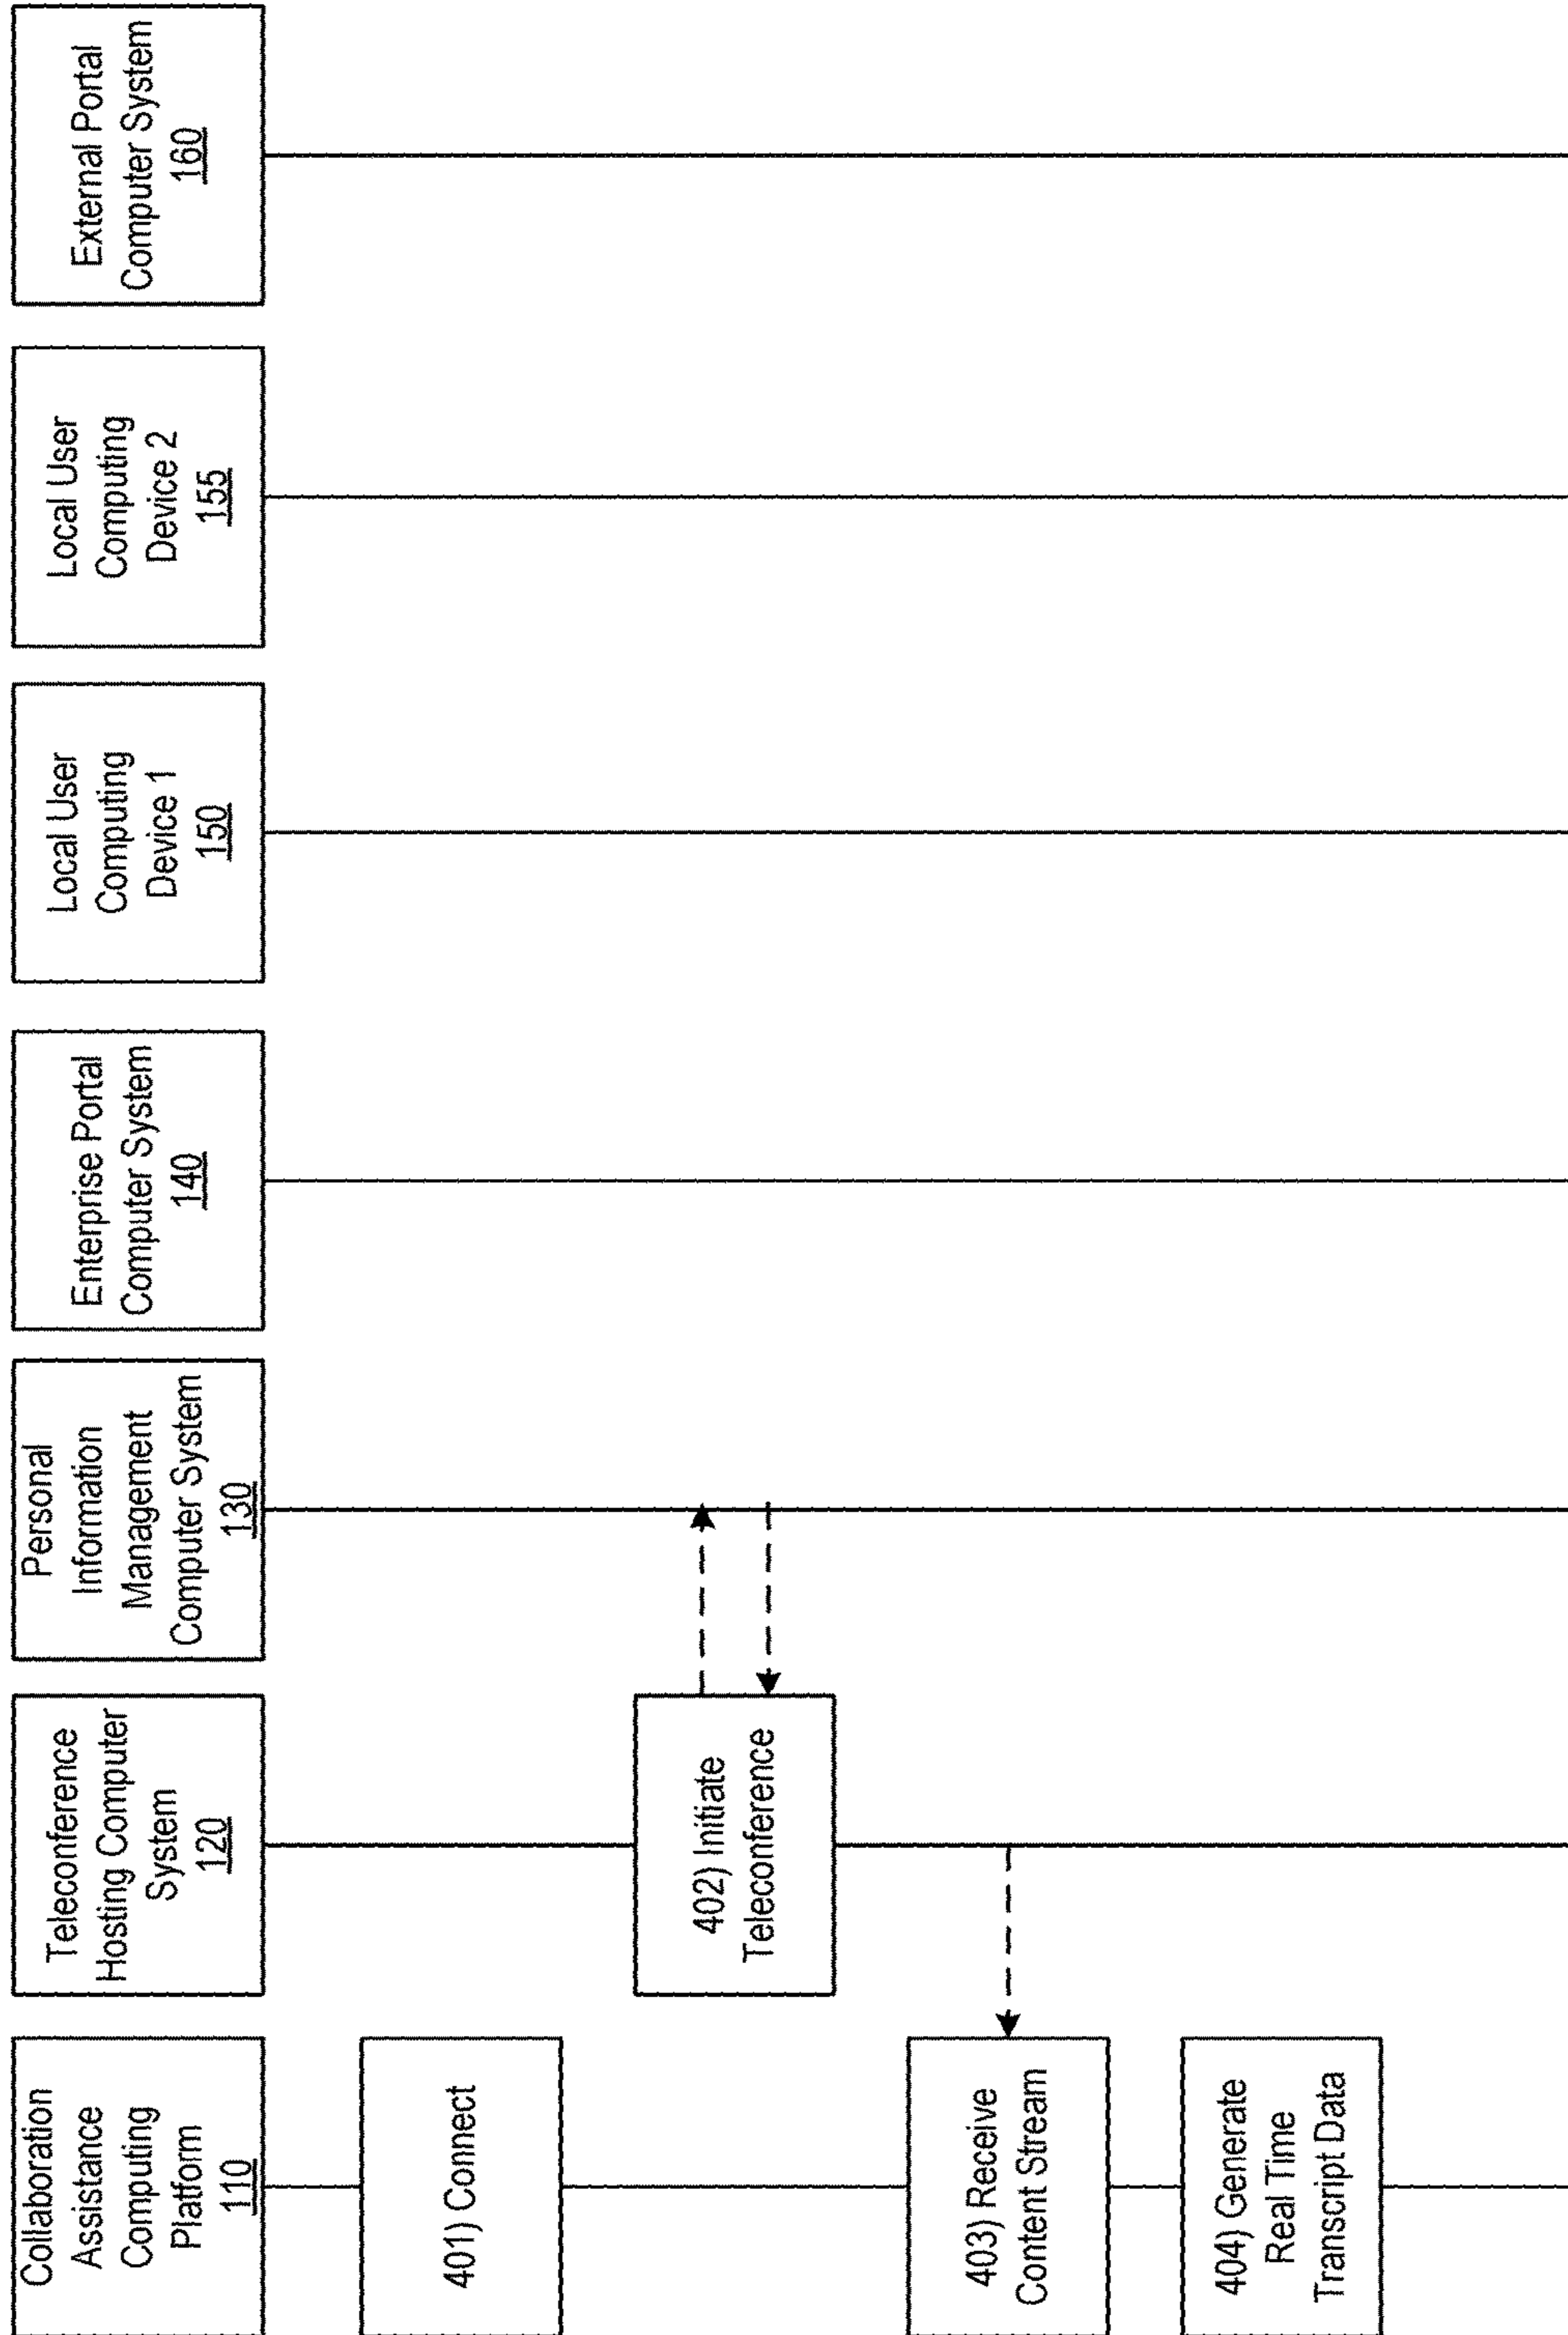 Collaboration
Assistance
Computing
Platform
110
Teleconference
Hosting Computer
System
120
Personal
Information
Management
Computer System
130
Enterprise Portal
Computer System
140
Local User
Computing
Device 1
150
Local User
Computing
Device 2
155
External Portal
Computer System
160
401) Connect
402) Initiate
Teleconference
403) Receive
Content Stream
404) Generate
Real Time
Transcript Data